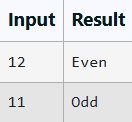 Input Result
12 Even
11 Odd